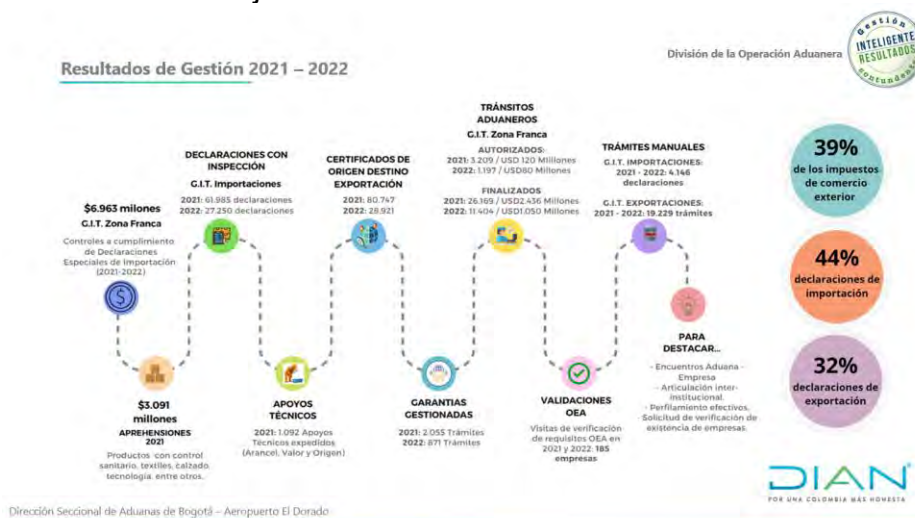 Resultados de Gestión 2021 – 2022
División de la Operación Aduanera
Gestión
INTELIGENTE
RESULTADOS
contundentes
$6.963 milones
G.I.T. Zona Franca
Controles a cumplimiento
de Declaraciones
Especiales de Importación
(2021-2022)
$3.091
millones
APREHENSIONES
2021
Productos con control
sanitario, textiles, calzado,
tecnología, entre otros.
DECLARACIONES CON
INSPECCIÓN
G.I.T. Importaciones
2021: 61.985 declaraciones
2022: 27.250 declaraciones
APOYOS
TÉCNICOS
2021: 1.092 Apoyos
Técnicos expedidos
(Arancel, Valor y Origen)
CERTIFICADOS DE
ORIGEN DESTINO
EXPORTACIÓN
2021: 80.747
2022: 28.921
GARANTIAS
GESTIONADAS
2021: 2.055 Trámites
2022: 871 Trámites
TRÁNSITOS
ADUANEROS
G.I.T. Zona Franca
AUTORIZADOS:
2021: 3.209 / USD 120 Millones
2022: 1.197 / USD80 Millones
FINALIZADOS
2021: 26.169 / USD2.436 Millones
2022: 11.404 / USD1.050 Millones
VALIDACIONES
OEA
Visitas de verificación
de requisitos OEA en
2021 y 2022: 185
empresas
TRÁMITES MANUALES
G.I.T. IMPORTACIONES:
2021 - 2022: 4.146
declaraciones
G.I.T. EXPORTACIONES:
2021 - 2022: 19.229 trámites
PARA
DESTACAR...
- Encuentros Aduana -
Empresa
- Articulación inter-
institucional.
- Perfilamiento efectivos.
- Solicitud de verificación de
existencia de empresas.
39%
de los impuestos
de comercio
exterior
44%
declaraciones de
importación
32%
declaraciones de
exportación
DIAN
POR UNA COLOMBIA MÁS HONESTA
Dirección Seccional de Aduanas de Bogotá – Aeropuerto El Dorado